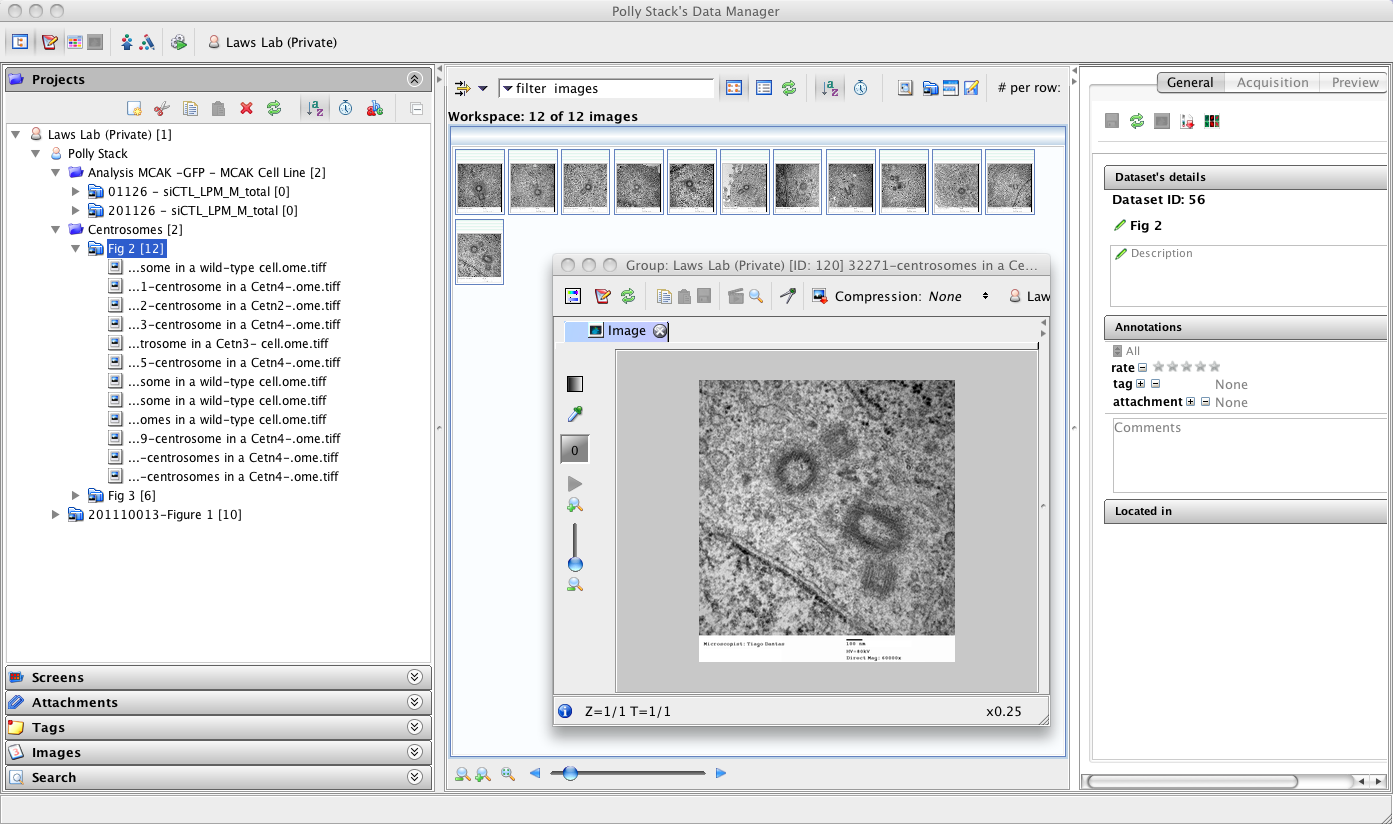 Polly Stack's Data Manager
Laws Lab (Private)
Projects
Laws Lab (Private) [1]
Polly Stack
Analysis MCAK -GFP - MCAK Cell Line [2]
01126 - siCTL_LPM_M_total [0]
201126 - siCTL_LPM_M_total [0]
Centrosomes [2]
Fig 2 [12]
...some in a wild-type cell.ome.tiff
...1-centrosome in a Cetn4-.ome.tiff
...2-centrosome in a Cetn2-.ome.tiff
...3-centrosome in a Cetn4-.ome.tiff
...trosome in a Cetn3- cell.ome.tiff
...5-centrosome in a Cetn4-.ome.tiff
...some in a wild-type cell.ome.tiff
...some in a wild-type cell.ome.tiff
...omes in a wild-type cell.ome.tiff
...9-centrosome in a Cetn4-.ome.tiff
...-centrosomes in a Cetn4-.ome.tiff
...-centrosomes in a Cetn4-.ome.tiff
Fig 3 [6]
201110013-Figure 1 [10]
Screens
Attachments
Tags
Images
Search
filter images
# per row:
Workspace: 12 of 12 images
Group: Laws Lab (Private) [ID: 120] 32271-centrosomes in a Ce...
Compression: None
Law
Image
0
Microscopist: Tiago Dantas
100 nm
HV=80kV
Direct Mag: 60000x
Z=1/1 T=1/1
x0.25
General
Acquisition
Preview
Dataset's details
Dataset ID: 56
Fig 2
Description
Annotations
All
rate
tag None
attachment None
Comments
Located in